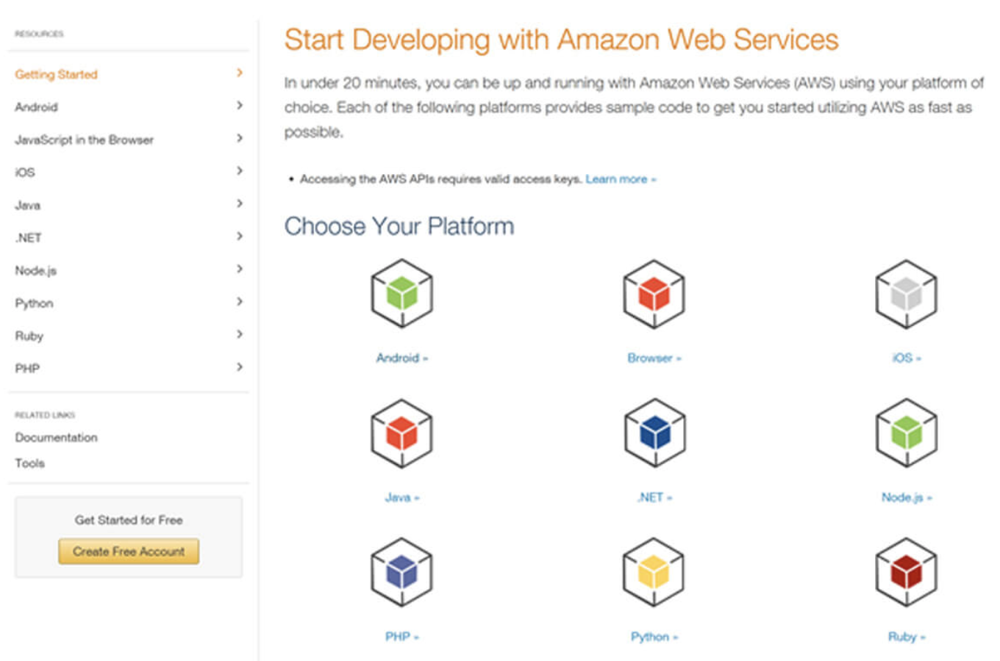 RESOURCES
Getting Started
Android
JavaScript in the Browser
iOS
Java
.NET
Node.js
Python
Ruby
PHP
RELATED LINKS
Documentation
Tools
Get Started for Free
Create Free Account
Start Developing with Amazon Web Services
In under 20 minutes, you can be up and running with Amazon Web Services (AWS) using your platform of
choice. Each of the following platforms provides sample code to get you started utilizing AWS as fast as
possible.
• Accessing the AWS APIs requires valid access keys. Learn more »
Choose Your Platform
Android »
Browser »
iOS »
Java »
.NET »
Node.js »
PHP »
Python »
Ruby »